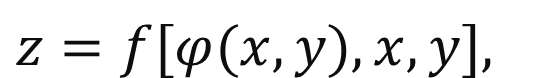 z = f[φ(x, y), x, y],